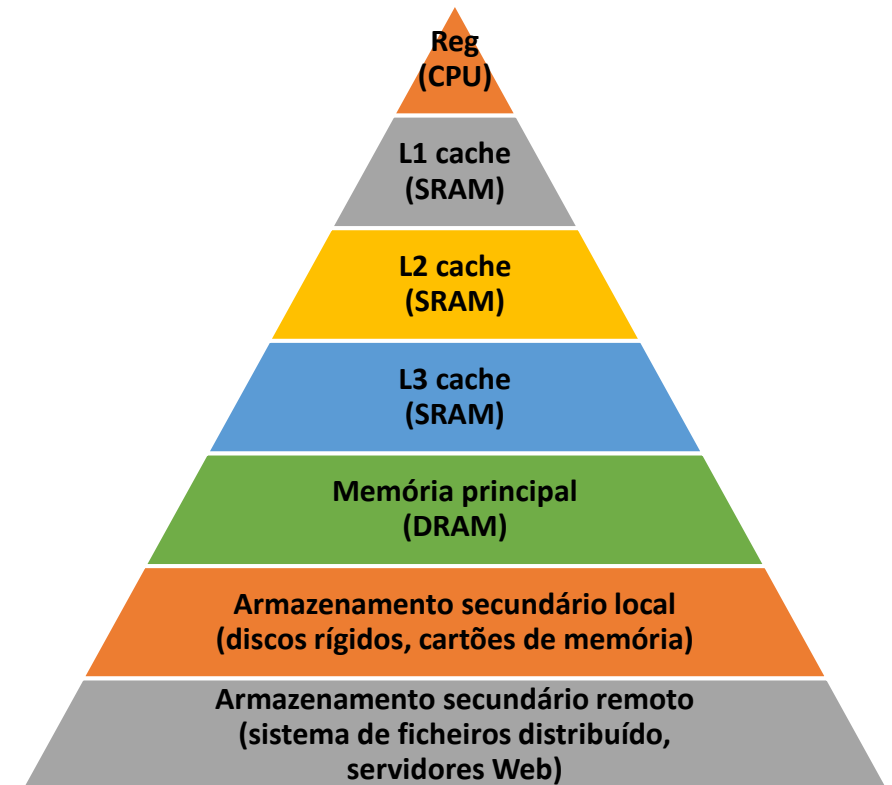 Reg
(CPU)
L1 cache
(SRAM)
L2 cache
(SRAM)
L3 cache
(SRAM)
Memória principal
(DRAM)
Armazenamento secundário local
(discos rígidos, cartões de memória)
Armazenamento secundário remoto
(sistema de ficheiros distribuído,
servidores Web)